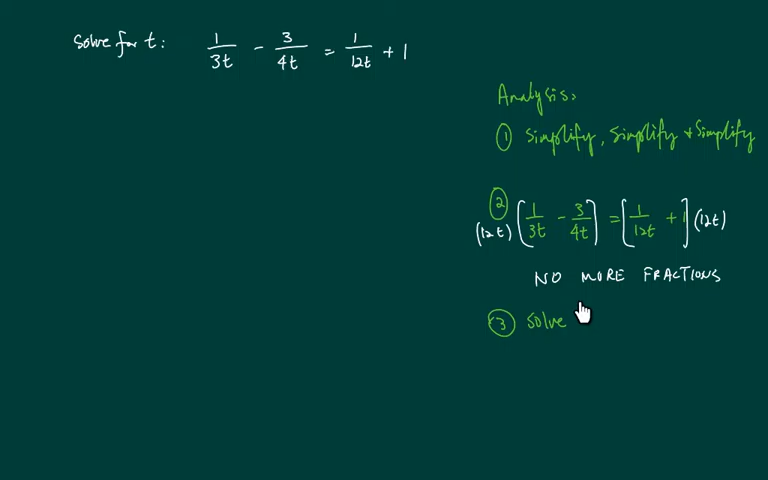 Solve for t: 1/3t - 3/4t = 1/12t + 1
Analysis:
① Simplify, Simplify + Simplify
② (12t) [1/3t - 3/4t] = [1/12t + 1] (12t)
NO MORE FRACTIONS
③ Solve